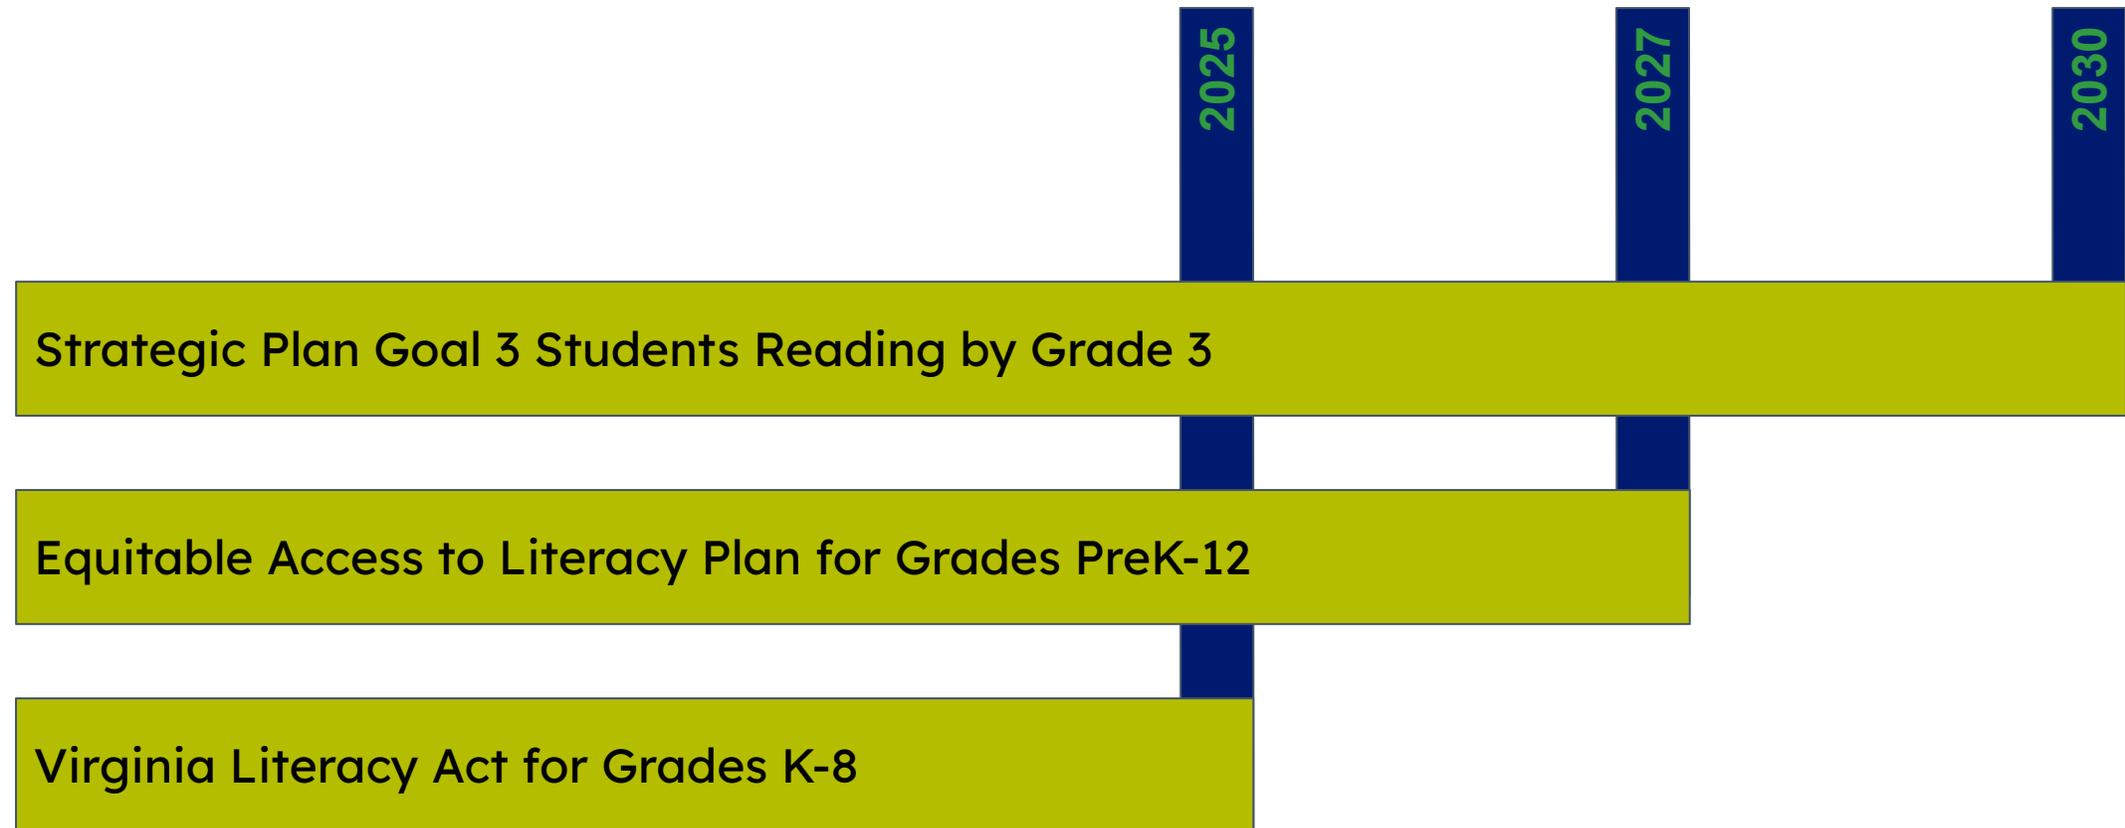 2025
2027
2030
Strategic Plan Goal 3 Students Reading by Grade 3
Equitable Access to Literacy Plan for Grades PreK-12
Virginia Literacy Act for Grades K-8